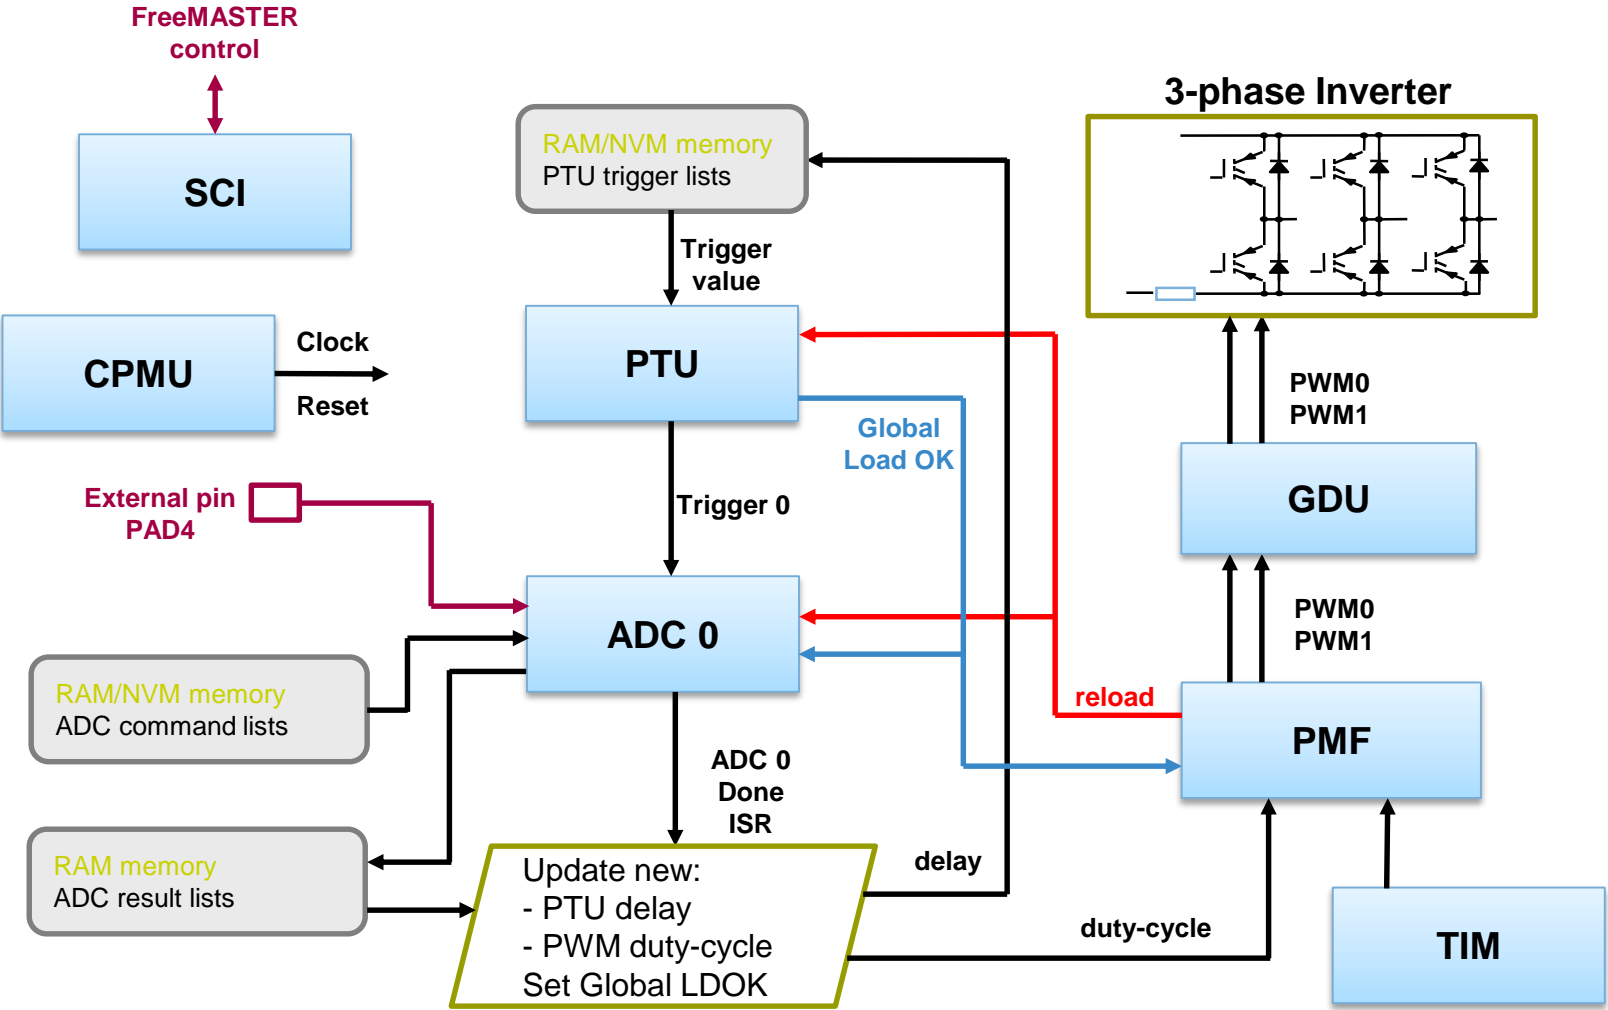 FreeMASTER
control
SCI
CPMU
Clock
Reset
External pin
PAD4
RAM/NVM memory
PTU trigger lists
Trigger
value
PTU
Global
Load OK
Trigger 0
ADC 0
RAM/NVM memory
ADC command lists
RAM memory
ADC result lists
ADC 0
Done
ISR
Update new:
- PTU delay
- PWM duty-cycle
Set Global LDOK
delay
duty-cycle
reload
3-phase Inverter
PWM0
PWM1
GDU
PWM0
PWM1
PMF
TIM